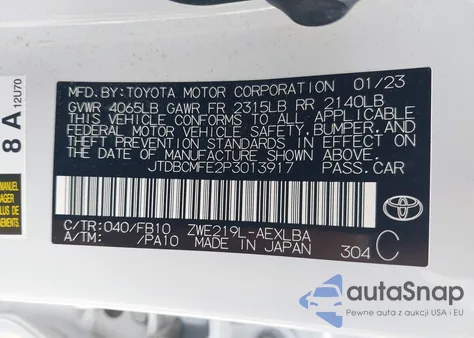 MFD. BY: TOYOTA MOTOR CORPORATION 01/23
GVWR 4065LB GAWR FR 2315LB RR 2140LB
THIS VEHICLE CONFORMS TO ALL APPLICABLE
FEDERAL MOTOR VEHICLE SAFETY, BUMPER, AND
THEFT PREVENTION STANDARDS IN EFFECT ON
THE DATE OF MANUFACTURE SHOWN ABOVE.
JTDBCMFE2P3013917 PASS.CAR
C/TR:040/FB10 ZWE219L-AEXLBA
A/TM: /PA10 MADE IN JAPAN 304 C
TOYOTA
8 A 12U70
MANUEL
autoSnap
Pewne auta z aukcji USA i EU